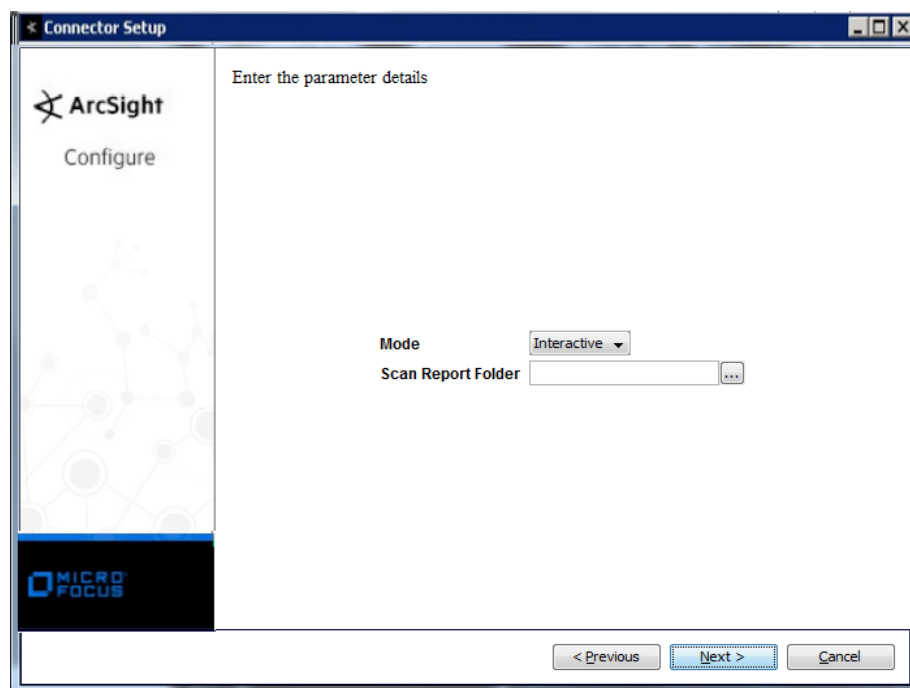 Connector Setup
Enter the parameter details
ArcSight
Configure
Mode Interactive
Scan Report Folder ...
MICRO
FOCUS
< Previous Next > Cancel